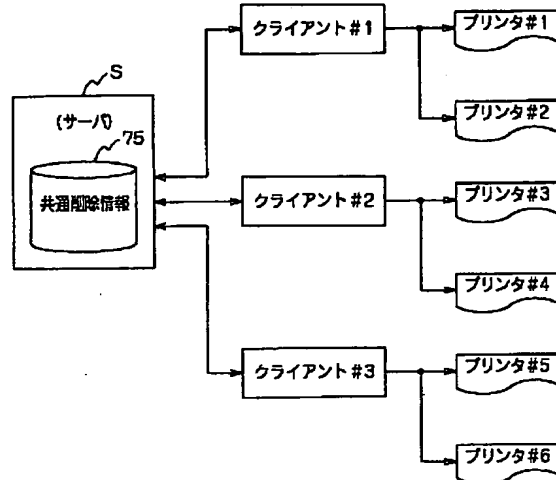 S
(サーバ)
75
共通削除情報
クライアント#1
プリンタ#1
プリンタ#2
クライアント#2
プリンタ#3
プリンタ#4
クライアント#3
プリンタ#5
プリンタ#6